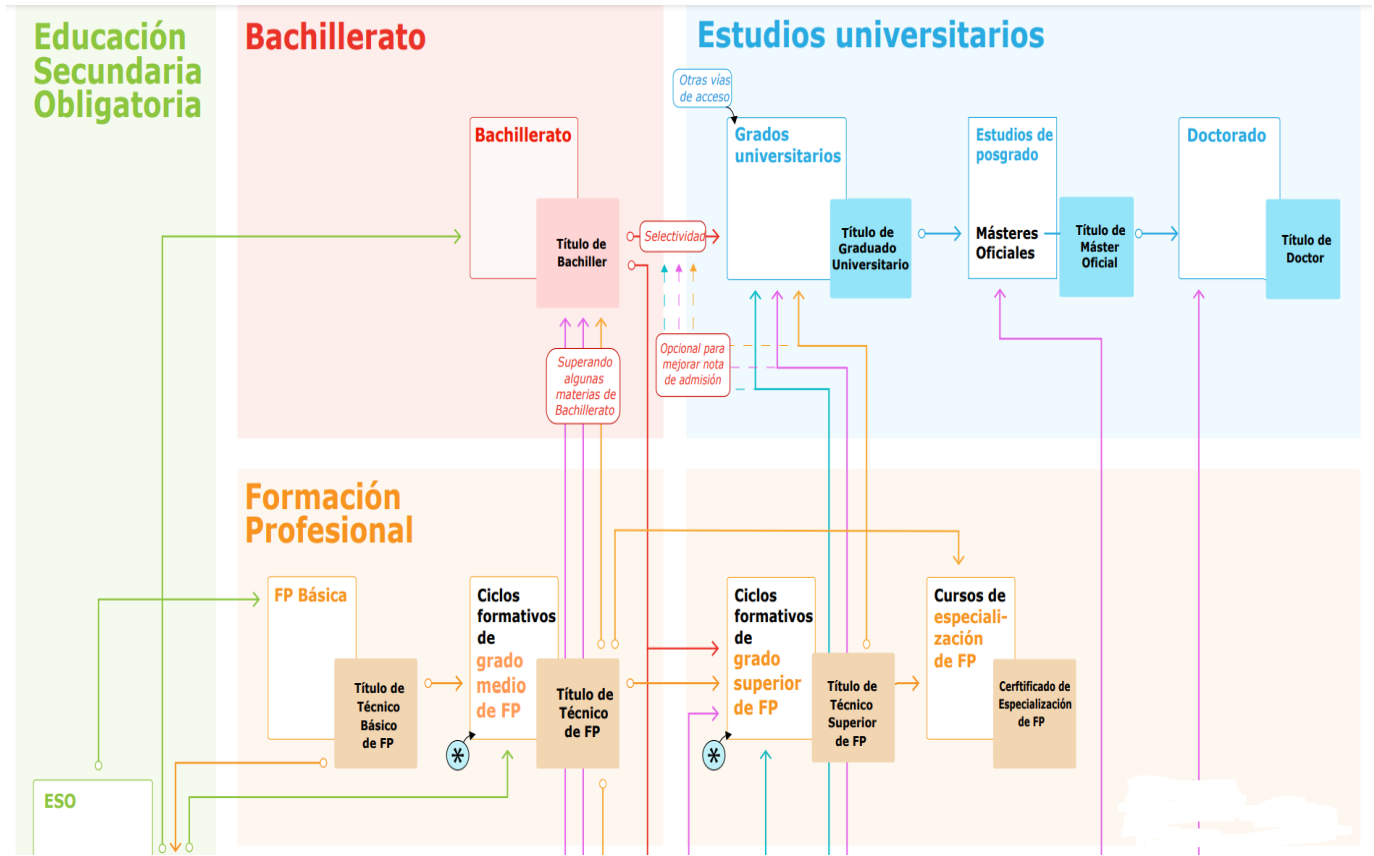 Educación
Secundaria
Obligatoria
Bachillerato
Estudios universitarios
Otras vías
de acceso
Bachillerato
Título de
Bachiller
Selectividad
Grados
universitarios
Título de
Graduado
Universitario
Estudios de
posgrado
Másteres
Oficiales
Título de
Máster
Oficial
Doctorado
Título de
Doctor
Superando
algunas
materias de
Bachillerato
Opcional para
mejorar nota
de admisión
Formación
Profesional
FP Básica
Título de
Técnico
Básico
de FP
Ciclos
formativos
de
grado
medio
de FP
*
Título de
Técnico
de FP
Ciclos
formativos
de
grado
superior
de FP
*
Título de
Técnico
Superior
de FP
Cursos de
especiali-
zación
de FP
Cerftificado de
Especialización
de FP
ESO